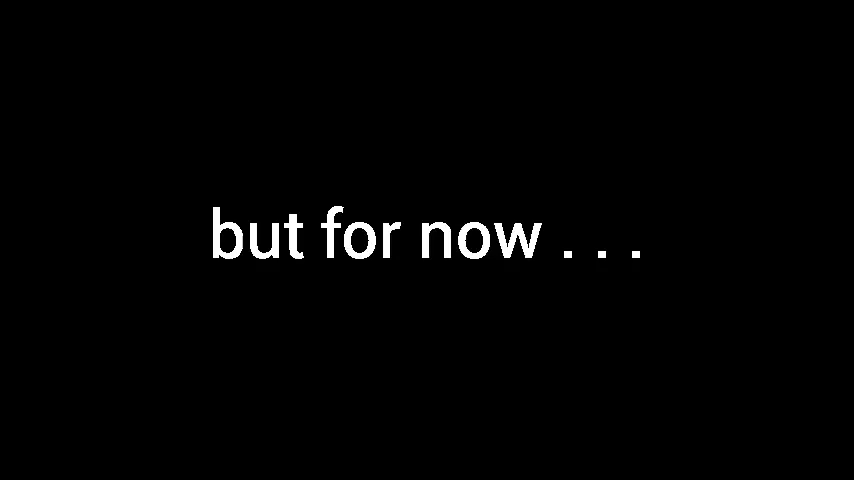 but for now . . .